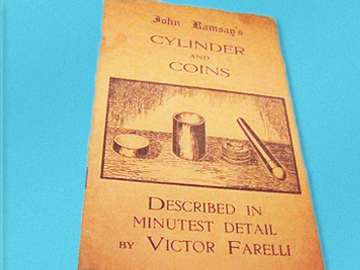 John Ramsay's
CYLINDER
AND
COINS
DESCRIBED IN
MINUTEST DETAIL
BY VICTOR FARELLI